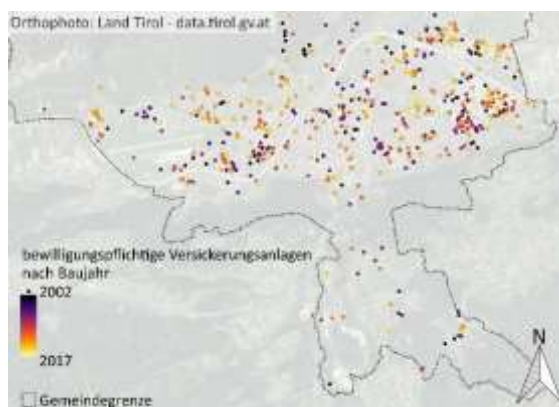 Orthophoto: Land Tirol - data.tirol.gv.at
bewilligungspflichtige Versickerungsanlagen
nach Baujahr
2002
2017
Gemeindegrenze
N